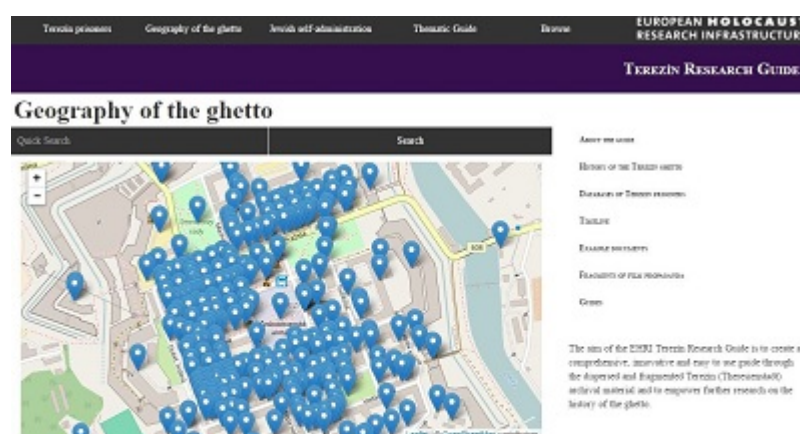 Terezín prisoners Geography of the ghetto Jewish self-administration Thematic Guide Browse
EUROPEAN HOLOCAUST
RESEARCH INFRASTRUCTURE
TEREZÍN RESEARCH GUIDE
Geography of the ghetto
Quick Search Search
+
−
ABOUT THE GUIDE
HISTORY OF THE TEREZÍN GHETTO
DATABASES OF TEREZÍN PRISONERS
TIMELINE
EXAMPLE DOCUMENTS
FRAGMENTS OF FILM PROPAGANDA
GUIDES
The aim of the EHRI Terezín Research Guide is to create a
comprehensive, innovative and easy to use guide through
the dispersed and fragmented Terezín (Theresienstadt)
archival material and to empower further research on the
history of the ghetto.